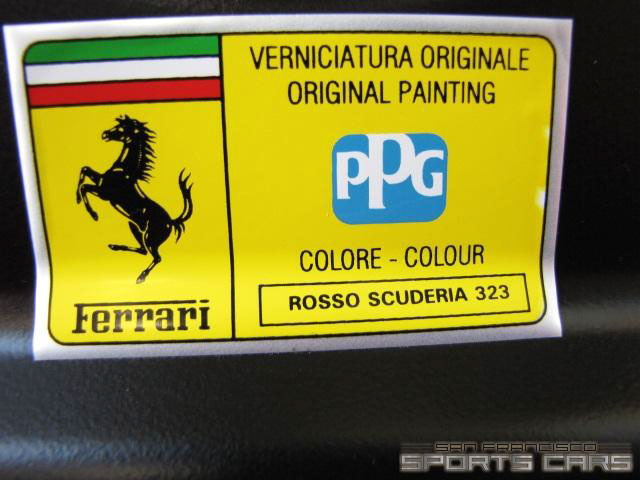 VERNICIATURA ORIGINALE
ORIGINAL PAINTING
PPG
COLORE - COLOUR
ROSSO SCUDERIA 323
Ferrari
SAN FRANCISCO
SPORTS CARS